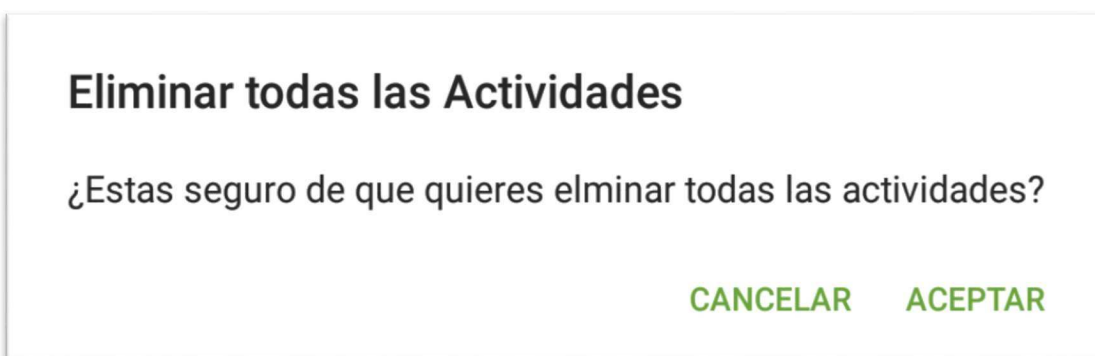 Eliminar todas las Actividades
¿Estas seguro de que quieres elminar todas las actividades?
CANCELAR ACEPTAR